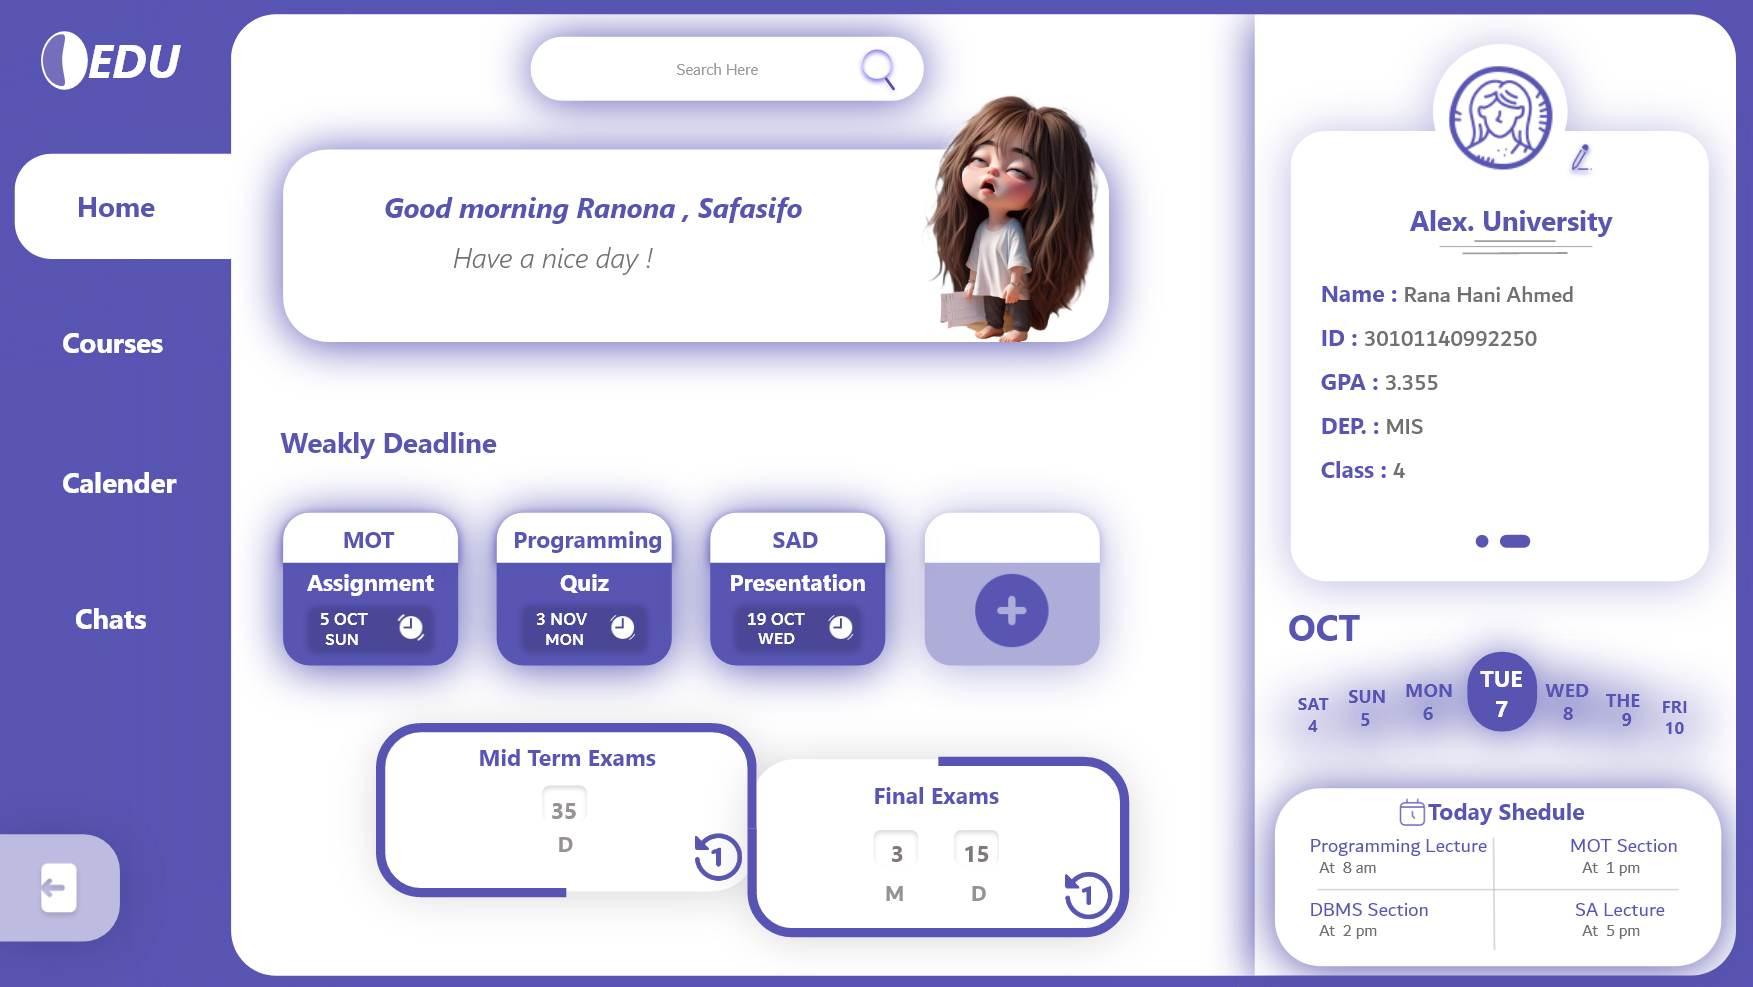 EDU
Home
Courses
Calender
Chats
Search Here
Good morning Ranona , Safasifo
Have a nice day !
Weakly Deadline
MOT
Assignment
5 OCT
SUN
Programming
Quiz
3 NOV
MON
SAD
Presentation
19 OCT
WED
Mid Term Exams
35
D
1
Final Exams
3 15
M D
1
Alex. University
Name : Rana Hani Ahmed
ID : 30101140992250
GPA : 3.355
DEP. : MIS
Class : 4
OCT
SAT
4
SUN
5
MON
6
TUE
7
WED
8
THE
9
FRI
10
Today Shedule
Programming Lecture
At 8 am
MOT Section
At 1 pm
DBMS Section
At 2 pm
SA Lecture
At 5 pm